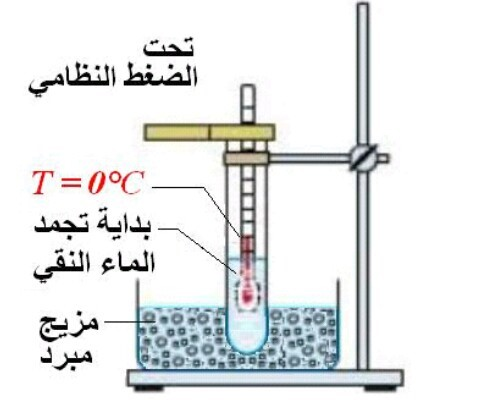 تحت
الضغط النظامي
T = 0°C
بداية تجمد
الماء النقي
مزيج
مبرد